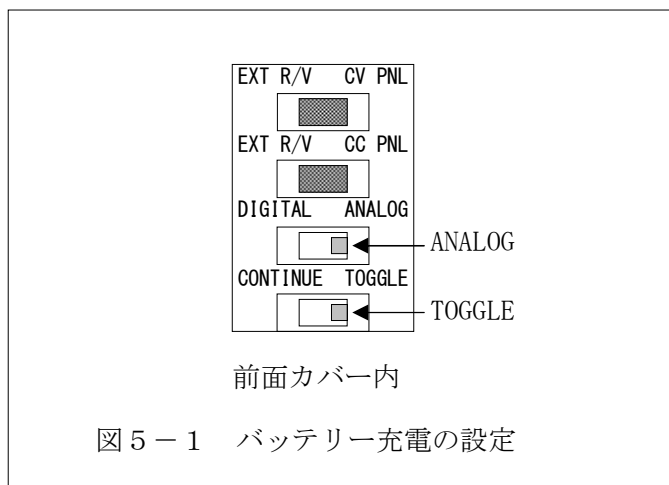 EXT R/V CV PNL
EXT R/V CC PNL
DIGITAL ANALOG
ANALOG
CONTINUE TOGGLE
TOGGLE
前面カバー内
図５－１ バッテリー充電の設定